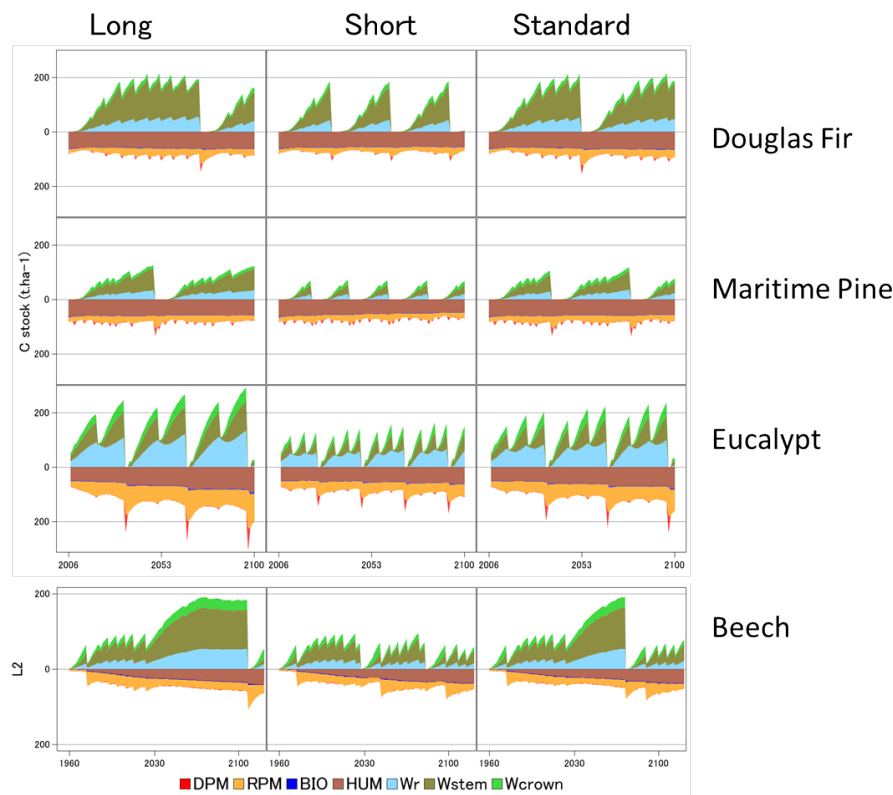 Long Short Standard
200
0
200
Douglas Fir
200
0
200
Maritime Pine
C stock (t.ha-1)
200
0
200
Eucalypt
2006 2053 2100 2006 2053 2100 2006 2053 2100
200
0
200
Beech
L2
1960 2030 2100 1960 2030 2100 1960 2030 2100
DPM RPM BIO HUM Wr Wstem Wcrown